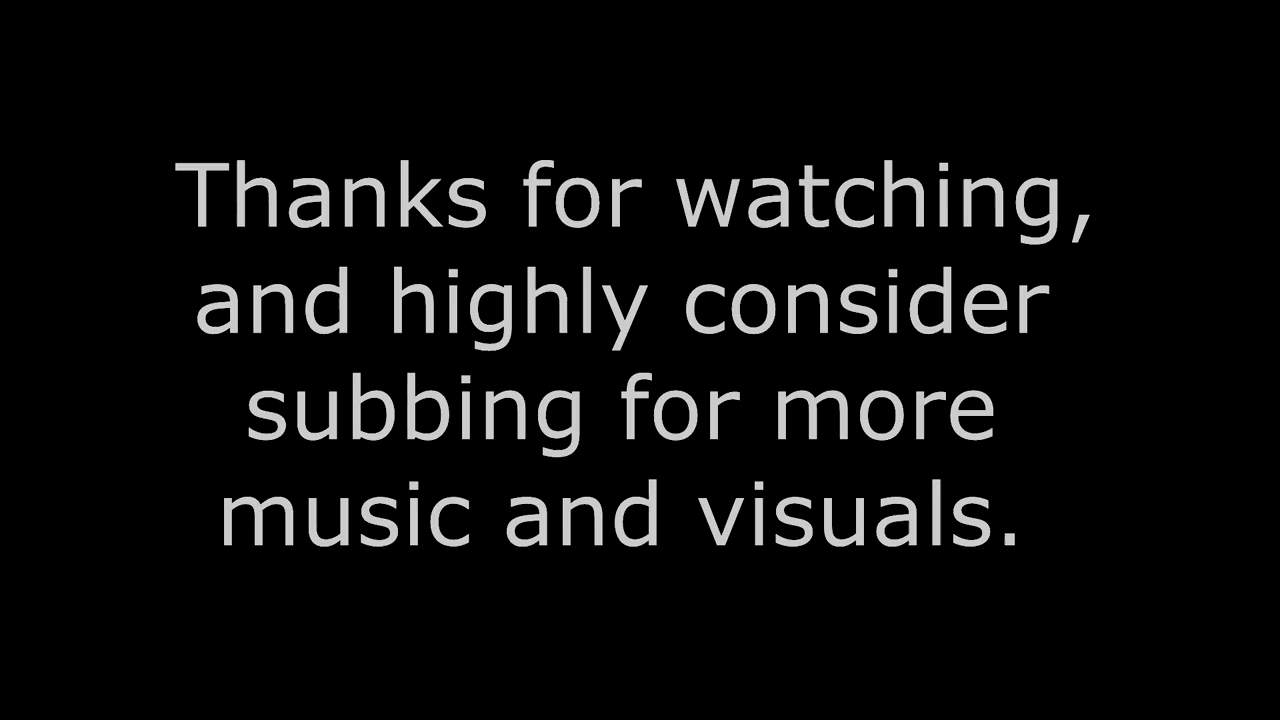 Thanks for watching,
and highly consider
subbing for more
music and visuals.